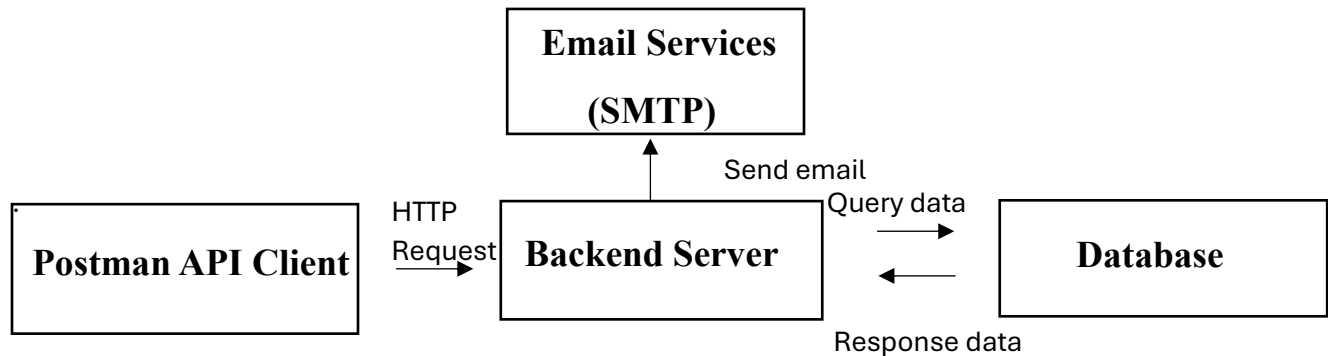 Email Services
(SMTP)
Send email
HTTP
Request
Query data
Postman API Client
Backend Server
Database
Response data